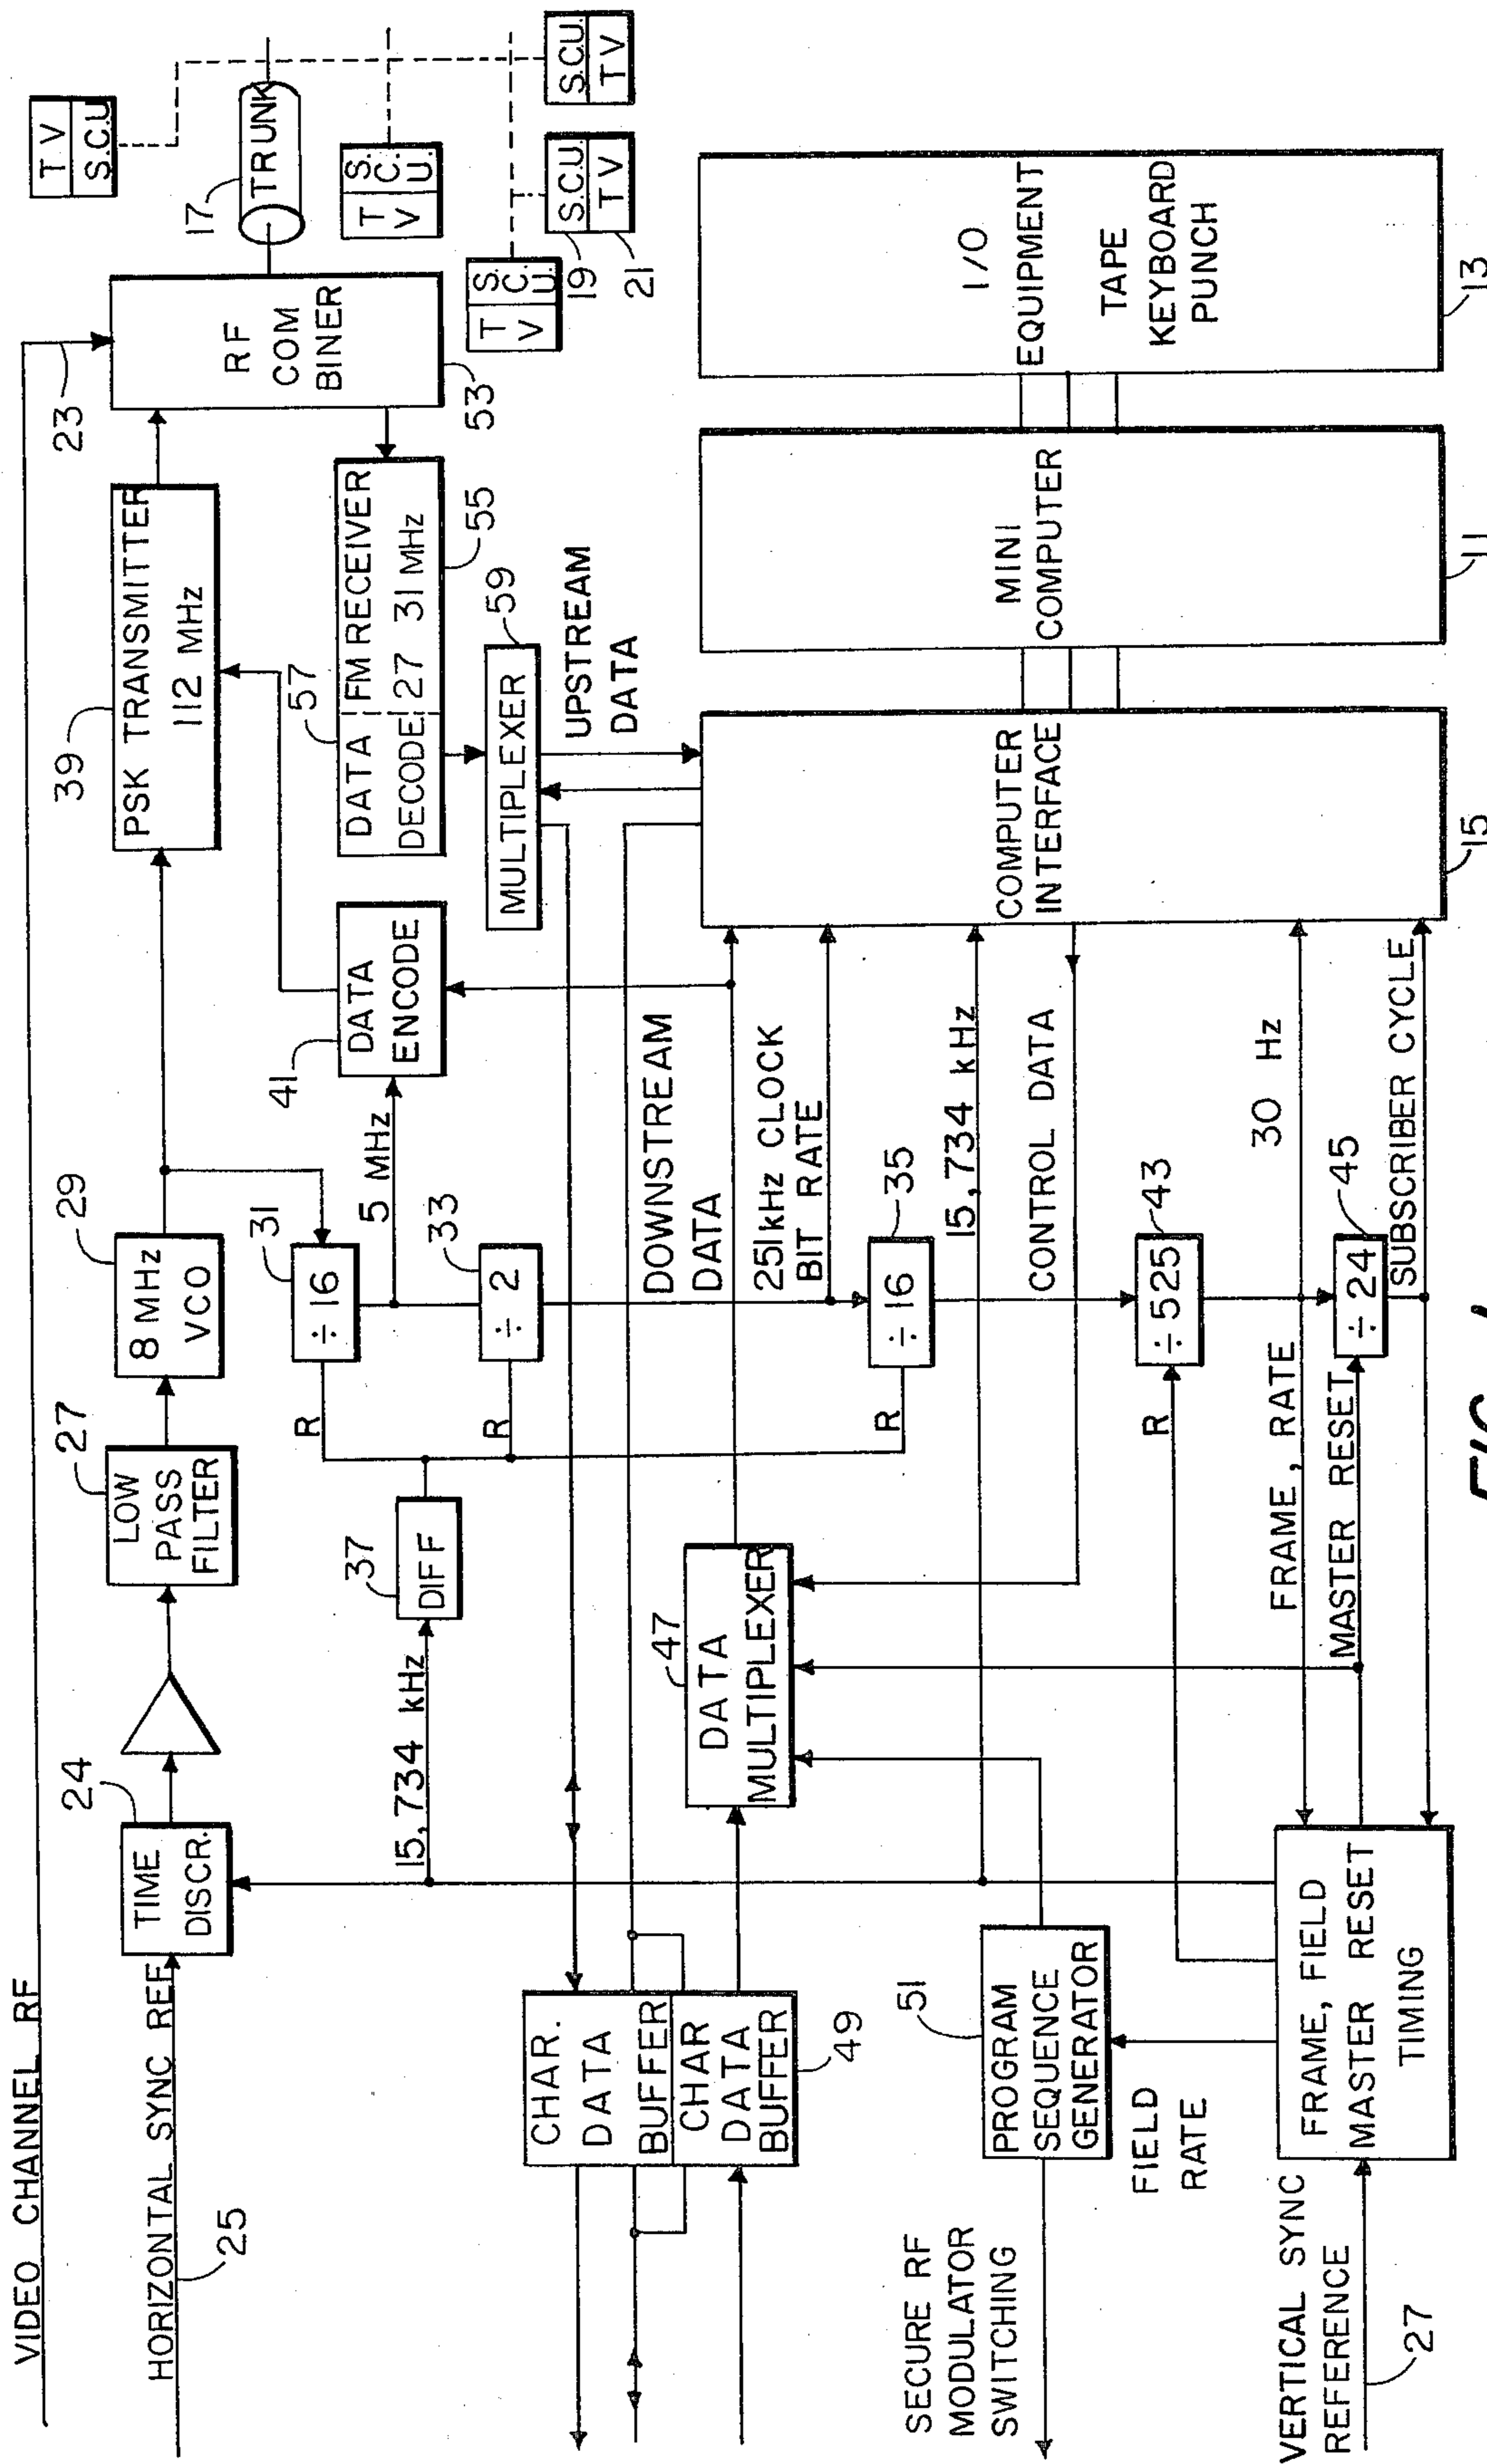 VIDEO CHANNEL RF
23
HORIZONTAL SYNC REF
25
24
TIME
DISCR.
27
LOW
PASS
FILTER
29
8 MHz
VCO
39
PSK TRANSMITTER
112 MHz
RF
COM
BINER
53
17
TRUNK
T V
S.C.U.
T
V
S.
C.
U.
T
V
S.
C.
U.
19
S.C.U.
T V
21
S.C.U.
T V
15,734 kHz
37
DIFF
R
R
R
31
÷ 16
5 MHz
33
÷ 2
41
DATA
ENCODE
57
DATA
DECODE
FM RECEIVER
27 31 MHz
55
MULTIPLEXER
59
UPSTREAM
DATA
CHAR.
DATA
BUFFER
CHAR
DATA
BUFFER
49
47
DATA
MULTIPLEXER
DOWNSTREAM
DATA
251kHz CLOCK
BIT RATE
35
÷ 16
15,734 kHz
CONTROL DATA
COMPUTER
INTERFACE
15
MINI
COMPUTER
11
I/O
EQUIPMENT
TAPE
KEYBOARD
PUNCH
13
SECURE RF
MODULATOR
SWITCHING
51
PROGRAM
SEQUENCE
GENERATOR
FIELD
RATE
R
43
÷ 525
30 Hz
FRAME, RATE
MASTER RESET
45
÷ 24
SUBSCRIBER CYCLE
VERTICAL SYNC
REFERENCE
27
FRAME, FIELD
MASTER RESET
TIMING